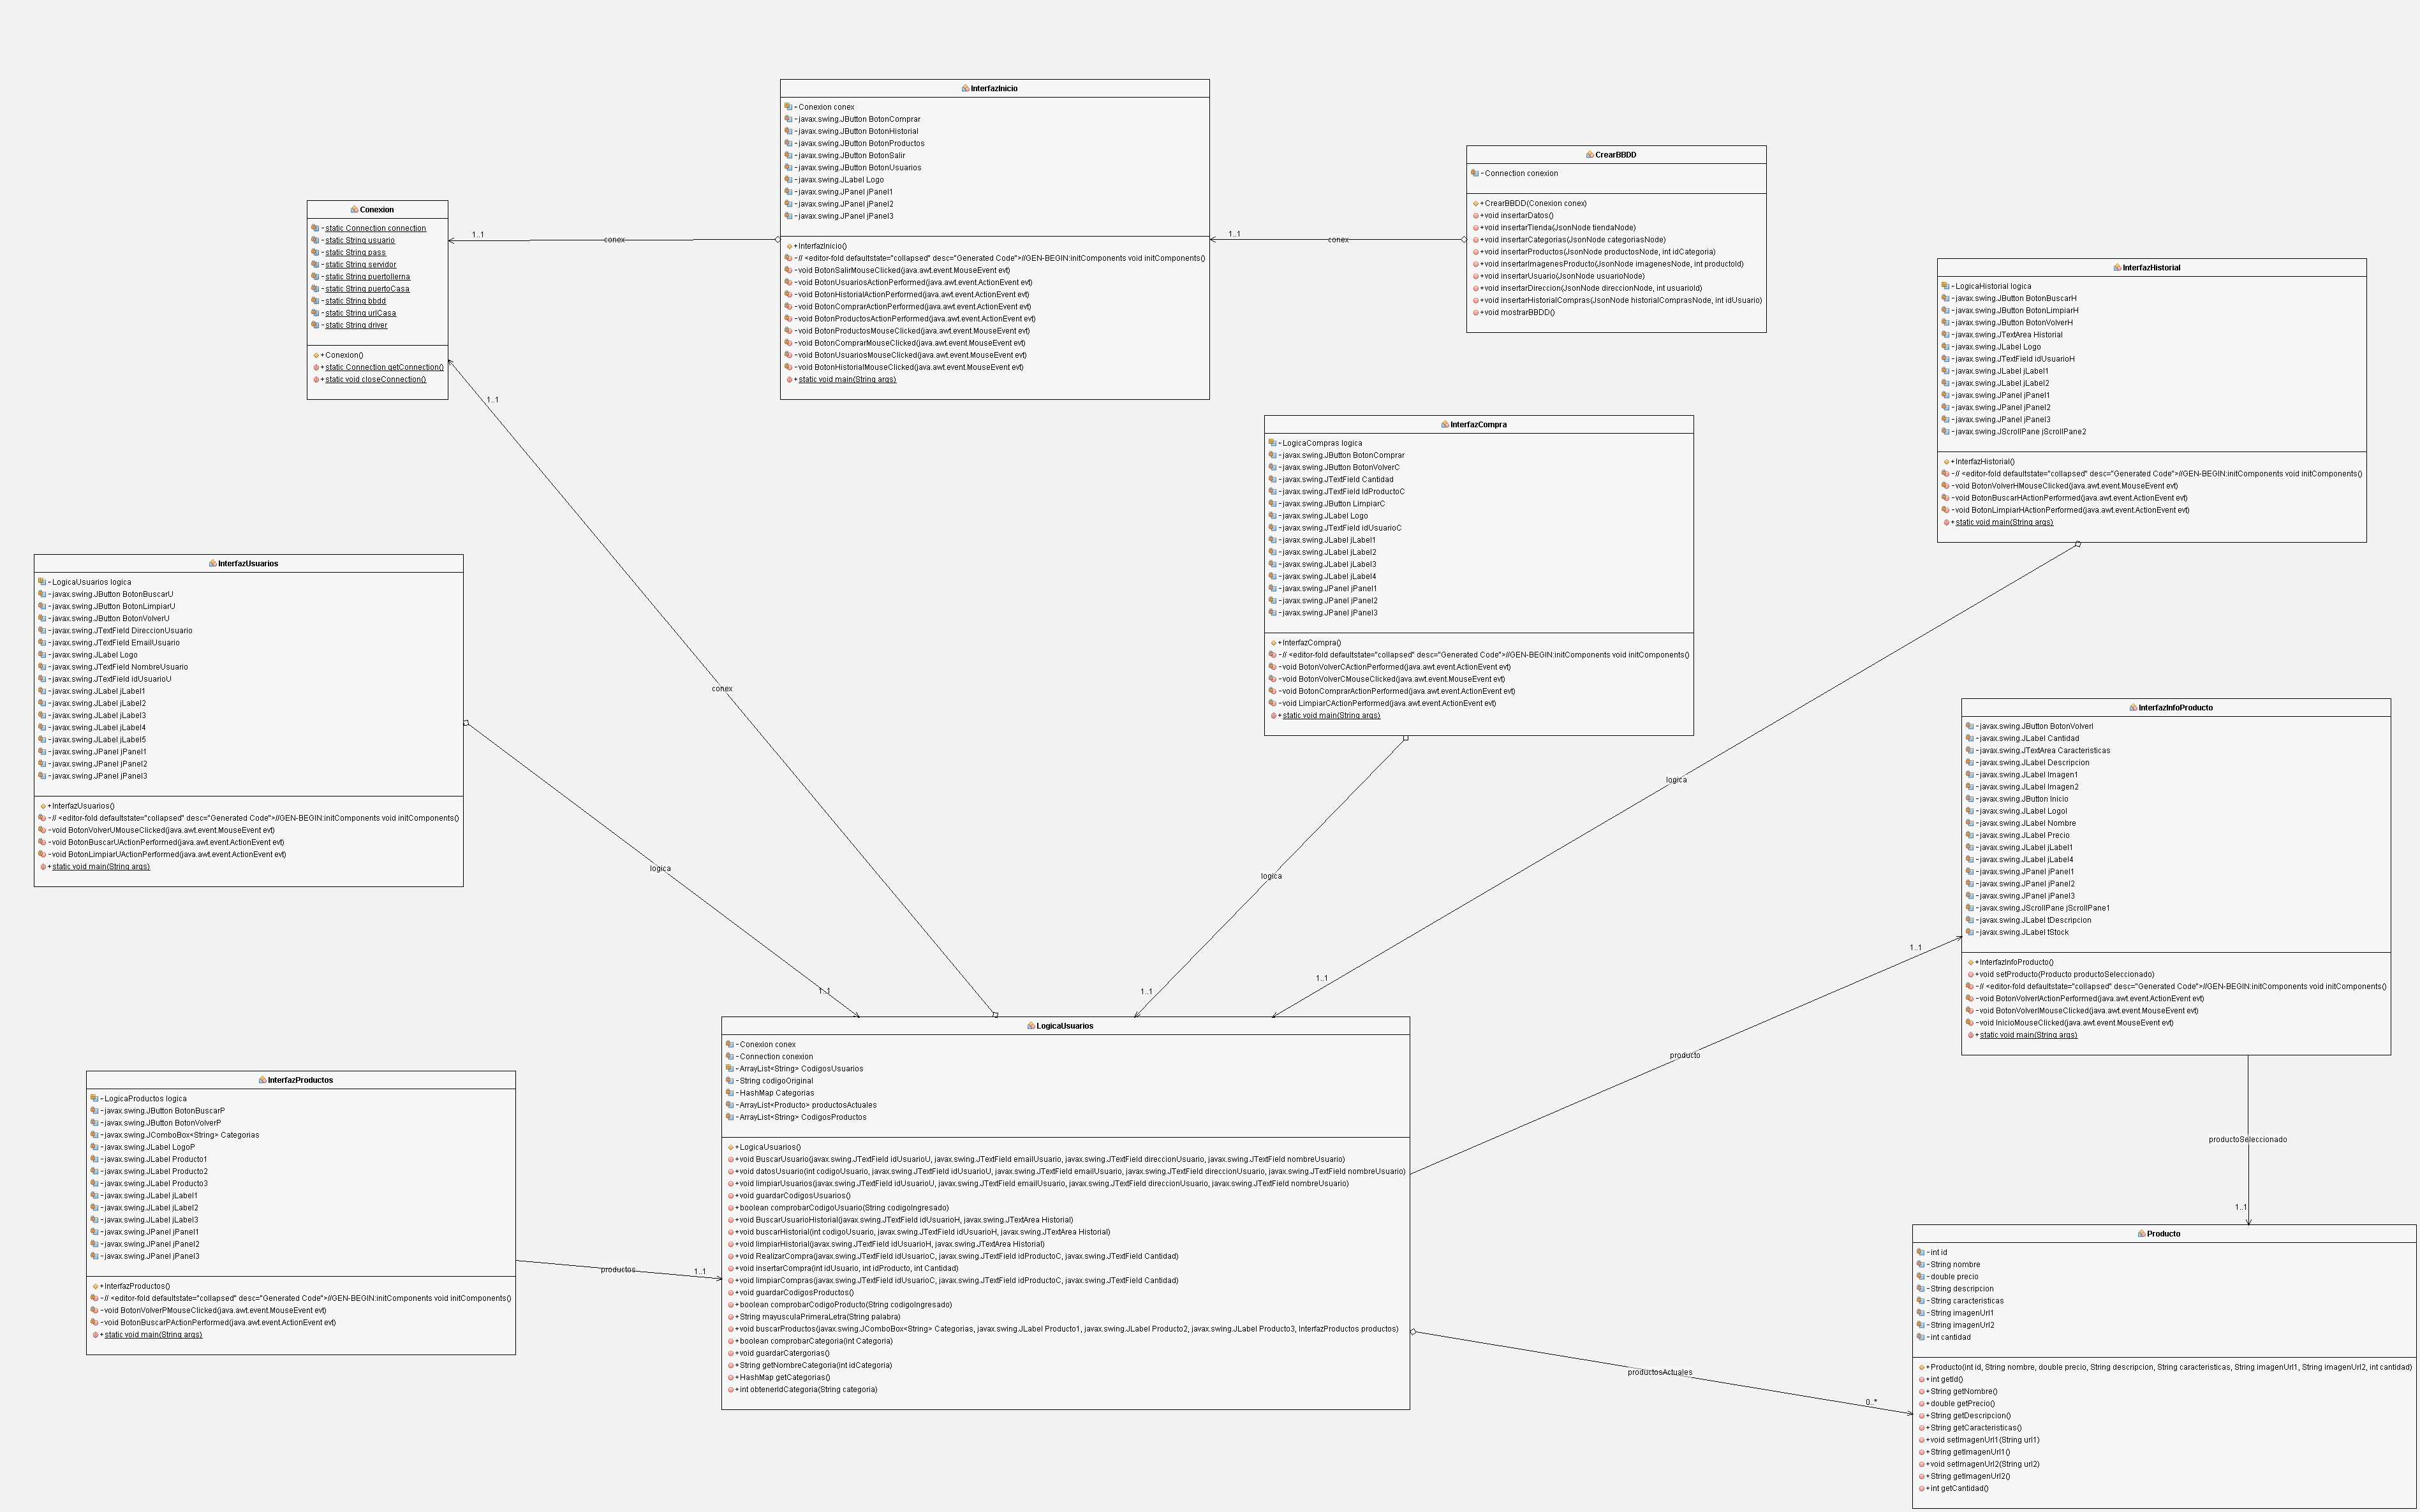 InterfazInicio
-Conexion conex
-javax.swing.JButton BotonComprar
-javax.swing.JButton BotonHistorial
-javax.swing.JButton BotonProductos
-javax.swing.JButton BotonSalir
-javax.swing.JButton BotonUsuarios
-javax.swing.JLabel Logo
-javax.swing.JPanel jPanel1
-javax.swing.JPanel jPanel2
-javax.swing.JPanel jPanel3
+InterfazInicio()
-// <editor-fold defaultstate="collapsed" desc="Generated Code">//GEN-BEGIN:initComponents void initComponents()
-void BotonSalirMouseClicked(java.awt.event.MouseEvent evt)
-void BotonUsuariosActionPerformed(java.awt.event.ActionEvent evt)
-void BotonHistorialActionPerformed(java.awt.event.ActionEvent evt)
-void BotonComprarActionPerformed(java.awt.event.ActionEvent evt)
-void BotonProductosActionPerformed(java.awt.event.ActionEvent evt)
-void BotonProductosMouseClicked(java.awt.event.MouseEvent evt)
-void BotonComprarMouseClicked(java.awt.event.MouseEvent evt)
-void BotonUsuariosMouseClicked(java.awt.event.MouseEvent evt)
-void BotonHistorialMouseClicked(java.awt.event.MouseEvent evt)
+static void main(String args)
CrearBBDD
-Connection conexion
+CrearBBDD(Conexion conex)
+void insertarDatos()
+void insertarTienda(JsonNode tiendaNode)
+void insertarCategorias(JsonNode categoriasNode)
+void insertarProductos(JsonNode productosNode, int idCategoria)
+void insertarImagenesProducto(JsonNode imagenesNode, int productoId)
+void insertarUsuario(JsonNode usuarioNode)
+void insertarDireccion(JsonNode direccionNode, int usuarioId)
+void insertarHistorialCompras(JsonNode historialComprasNode, int idUsuario)
+void mostrarBBDD()
Conexion
-static Connection connection
-static String usuario
-static String pass
-static String servidor
-static String puertollerna
-static String puertoCasa
-static String bbdd
-static String urlCasa
-static String driver
+Conexion()
+static Connection getConnection()
+static void closeConnection()
1..1
conex
1..1
conex
1..1
conex
InterfazHistorial
-LogicaHistorial logica
-javax.swing.JButton BotonBuscarH
-javax.swing.JButton BotonLimpiarH
-javax.swing.JButton BotonVolverH
-javax.swing.JTextArea Historial
-javax.swing.JLabel Logo
-javax.swing.JTextField idUsuarioH
-javax.swing.JLabel jLabel1
-javax.swing.JLabel jLabel2
-javax.swing.JPanel jPanel1
-javax.swing.JPanel jPanel2
-javax.swing.JPanel jPanel3
-javax.swing.JScrollPane jScrollPane2
+InterfazHistorial()
-// <editor-fold defaultstate="collapsed" desc="Generated Code">//GEN-BEGIN:initComponents void initComponents()
-void BotonVolverHMouseClicked(java.awt.event.MouseEvent evt)
-void BotonBuscarHActionPerformed(java.awt.event.ActionEvent evt)
-void BotonLimpiarHActionPerformed(java.awt.event.ActionEvent evt)
+static void main(String args)
InterfazCompra
-LogicaCompras logica
-javax.swing.JButton BotonComprar
-javax.swing.JButton BotonVolverC
-javax.swing.JTextField Cantidad
-javax.swing.JTextField IdProductoC
-javax.swing.JButton LimpiarC
-javax.swing.JLabel Logo
-javax.swing.JTextField idUsuarioC
-javax.swing.JLabel jLabel1
-javax.swing.JLabel jLabel2
-javax.swing.JLabel jLabel3
-javax.swing.JLabel jLabel4
-javax.swing.JPanel jPanel1
-javax.swing.JPanel jPanel2
-javax.swing.JPanel jPanel3
+InterfazCompra()
-// <editor-fold defaultstate="collapsed" desc="Generated Code">//GEN-BEGIN:initComponents void initComponents()
-void BotonVolverCActionPerformed(java.awt.event.ActionEvent evt)
-void BotonVolverCMouseClicked(java.awt.event.MouseEvent evt)
-void BotonComprarActionPerformed(java.awt.event.ActionEvent evt)
-void LimpiarCActionPerformed(java.awt.event.ActionEvent evt)
+static void main(String args)
InterfazUsuarios
-LogicaUsuarios logica
-javax.swing.JButton BotonBuscarU
-javax.swing.JButton BotonLimpiarU
-javax.swing.JButton BotonVolverU
-javax.swing.JTextField DireccionUsuario
-javax.swing.JTextField EmailUsuario
-javax.swing.JLabel Logo
-javax.swing.JTextField NombreUsuario
-javax.swing.JTextField idUsuarioU
-javax.swing.JLabel jLabel1
-javax.swing.JLabel jLabel2
-javax.swing.JLabel jLabel3
-javax.swing.JLabel jLabel4
-javax.swing.JLabel jLabel5
-javax.swing.JPanel jPanel1
-javax.swing.JPanel jPanel2
-javax.swing.JPanel jPanel3
+InterfazUsuarios()
-// <editor-fold defaultstate="collapsed" desc="Generated Code">//GEN-BEGIN:initComponents void initComponents()
-void BotonVolverUMouseClicked(java.awt.event.MouseEvent evt)
-void BotonBuscarUActionPerformed(java.awt.event.ActionEvent evt)
-void BotonLimpiarUActionPerformed(java.awt.event.ActionEvent evt)
+static void main(String args)
logica
1..1
logica
1..1
logica
1..1
InterfazInfoProducto
-javax.swing.JButton BotonVolverI
-javax.swing.JLabel Cantidad
-javax.swing.JTextArea Caracteristicas
-javax.swing.JLabel Descripcion
-javax.swing.JLabel Imagen1
-javax.swing.JLabel Imagen2
-javax.swing.JButton Inicio
-javax.swing.JLabel LogoI
-javax.swing.JLabel Nombre
-javax.swing.JLabel Precio
-javax.swing.JLabel jLabel1
-javax.swing.JLabel jLabel4
-javax.swing.JPanel jPanel1
-javax.swing.JPanel jPanel2
-javax.swing.JPanel jPanel3
-javax.swing.JScrollPane jScrollPane1
-javax.swing.JLabel tDescripcion
-javax.swing.JLabel tStock
+InterfazInfoProducto()
+void setProducto(Producto productoSeleccionado)
-// <editor-fold defaultstate="collapsed" desc="Generated Code">//GEN-BEGIN:initComponents void initComponents()
-void BotonVolverIActionPerformed(java.awt.event.ActionEvent evt)
-void BotonVolverIMouseClicked(java.awt.event.MouseEvent evt)
-void InicioMouseClicked(java.awt.event.MouseEvent evt)
+static void main(String args)
1..1
producto
LogicaUsuarios
-Conexion conex
-Connection conexion
-ArrayList<String> CodigosUsuarios
-String codigoOriginal
-HashMap Categorias
-ArrayList<Producto> productosActuales
-ArrayList<String> CodigosProductos
+LogicaUsuarios()
+void BuscarUsuario(javax.swing.JTextField idUsuarioU, javax.swing.JTextField emailUsuario, javax.swing.JTextField direccionUsuario, javax.swing.JTextField nombreUsuario)
+void datosUsuario(int codigoUsuario, javax.swing.JTextField idUsuarioU, javax.swing.JTextField emailUsuario, javax.swing.JTextField direccionUsuario, javax.swing.JTextField nombreUsuario)
+void limpiarUsuarios(javax.swing.JTextField idUsuarioU, javax.swing.JTextField emailUsuario, javax.swing.JTextField direccionUsuario, javax.swing.JTextField nombreUsuario)
+void guardarCodigosUsuarios()
+boolean comprobarCodigoUsuario(String codigoIngresado)
+void BuscarUsuarioHistorial(javax.swing.JTextField idUsuarioH, javax.swing.JTextArea Historial)
+void buscarHistorial(int codigoUsuario, javax.swing.JTextField idUsuarioH, javax.swing.JTextArea Historial)
+void limpiarHistorial(javax.swing.JTextField idUsuarioH, javax.swing.JTextArea Historial)
+void RealizarCompra(javax.swing.JTextField idUsuarioC, javax.swing.JTextField idProductoC, javax.swing.JTextField Cantidad)
+void insertarCompra(int idUsuario, int idProducto, int Cantidad)
+void limpiarCompras(javax.swing.JTextField idUsuarioC, javax.swing.JTextField idProductoC, javax.swing.JTextField Cantidad)
+void guardarCodigosProductos()
+boolean comprobarCodigoProducto(String codigoIngresado)
+String mayusculaPrimeraLetra(String palabra)
+void buscarProductos(javax.swing.JComboBox<String> Categorias, javax.swing.JLabel Producto1, javax.swing.JLabel Producto2, javax.swing.JLabel Producto3, InterfazProductos productos)
+boolean comprobarCategoria(int Categoria)
+void guardarCatergorias()
+String getNombreCategoria(int idCategoria)
+HashMap getCategorias()
+int obtenerIdCategoria(String categoria)
InterfazProductos
-LogicaProductos logica
-javax.swing.JButton BotonBuscarP
-javax.swing.JButton BotonVolverP
-javax.swing.JComboBox<String> Categorias
-javax.swing.JLabel LogoP
-javax.swing.JLabel Producto1
-javax.swing.JLabel Producto2
-javax.swing.JLabel Producto3
-javax.swing.JLabel jLabel1
-javax.swing.JLabel jLabel2
-javax.swing.JLabel jLabel3
-javax.swing.JPanel jPanel1
-javax.swing.JPanel jPanel2
-javax.swing.JPanel jPanel3
+InterfazProductos()
-// <editor-fold defaultstate="collapsed" desc="Generated Code">//GEN-BEGIN:initComponents void initComponents()
-void BotonVolverPMouseClicked(java.awt.event.MouseEvent evt)
-void BotonBuscarPActionPerformed(java.awt.event.ActionEvent evt)
+static void main(String args)
productos
1..1
productoSeleccionado
1..1
productosActuales
0..*
Producto
-int id
-String nombre
-double precio
-String descripcion
-String caracteristicas
-String imagenUrl1
-String imagenUrl2
-int cantidad
+Producto(int id, String nombre, double precio, String descripcion, String caracteristicas, String imagenUrl1, String imagenUrl2, int cantidad)
+int getId()
+String getNombre()
+double getPrecio()
+String getDescripcion()
+String getCaracteristicas()
+void setImagenUrl1(String url1)
+String getImagenUrl1()
+void setImagenUrl2(String url2)
+String getImagenUrl2()
+int getCantidad()